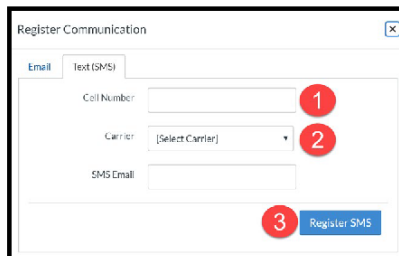 Register Communication ×
Email Text (SMS)
Cell Number 1
Carrier [Select Carrier] 2
SMS Email
3 Register SMS